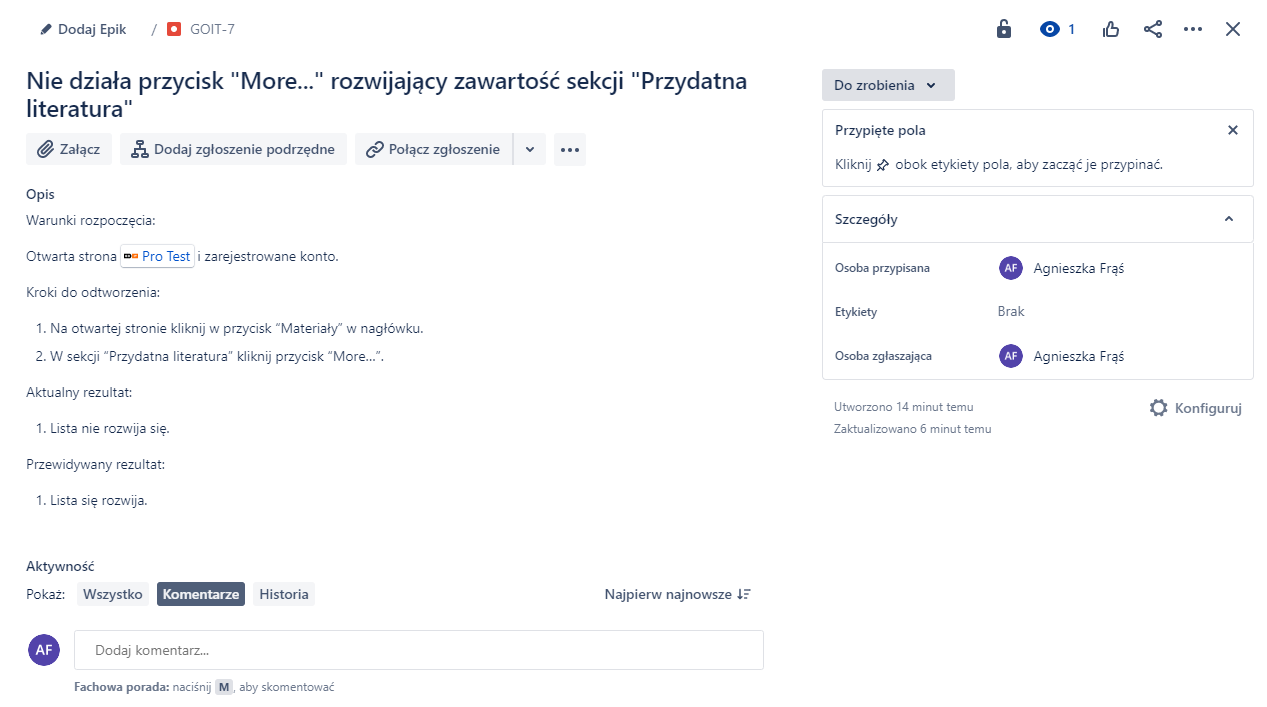 Dodaj Epik / GOIT-7
1
Nie działa przycisk "More..." rozwijający zawartość sekcji "Przydatna
literatura"
Załącz
Dodaj zgłoszenie podrzędne
Połącz zgłoszenie
Opis
Warunki rozpoczęcia:
Otwarta strona Pro Test i zarejestrowane konto.
Kroki do odtworzenia:
1. Na otwartej stronie kliknij w przycisk “Materiały” w nagłówku.
2. W sekcji “Przydatna literatura” kliknij przycisk “More...”.
Aktualny rezultat:
1. Lista nie rozwija się.
Przewidywany rezultat:
1. Lista się rozwija.
Aktywność
Pokaż: Wszystko Komentarze Historia
Najpierw najnowsze
AF
Dodaj komentarz...
Fachowa porada: naciśnij M, aby skomentować
Do zrobienia
Przypięte pola
Kliknij obok etykiety pola, aby zacząć je przypinać.
Szczegóły
Osoba przypisana
AF Agnieszka Frąś
Etykiety
Brak
Osoba zgłaszająca
AF Agnieszka Frąś
Utworzono 14 minut temu
Konfiguruj
Zaktualizowano 6 minut temu